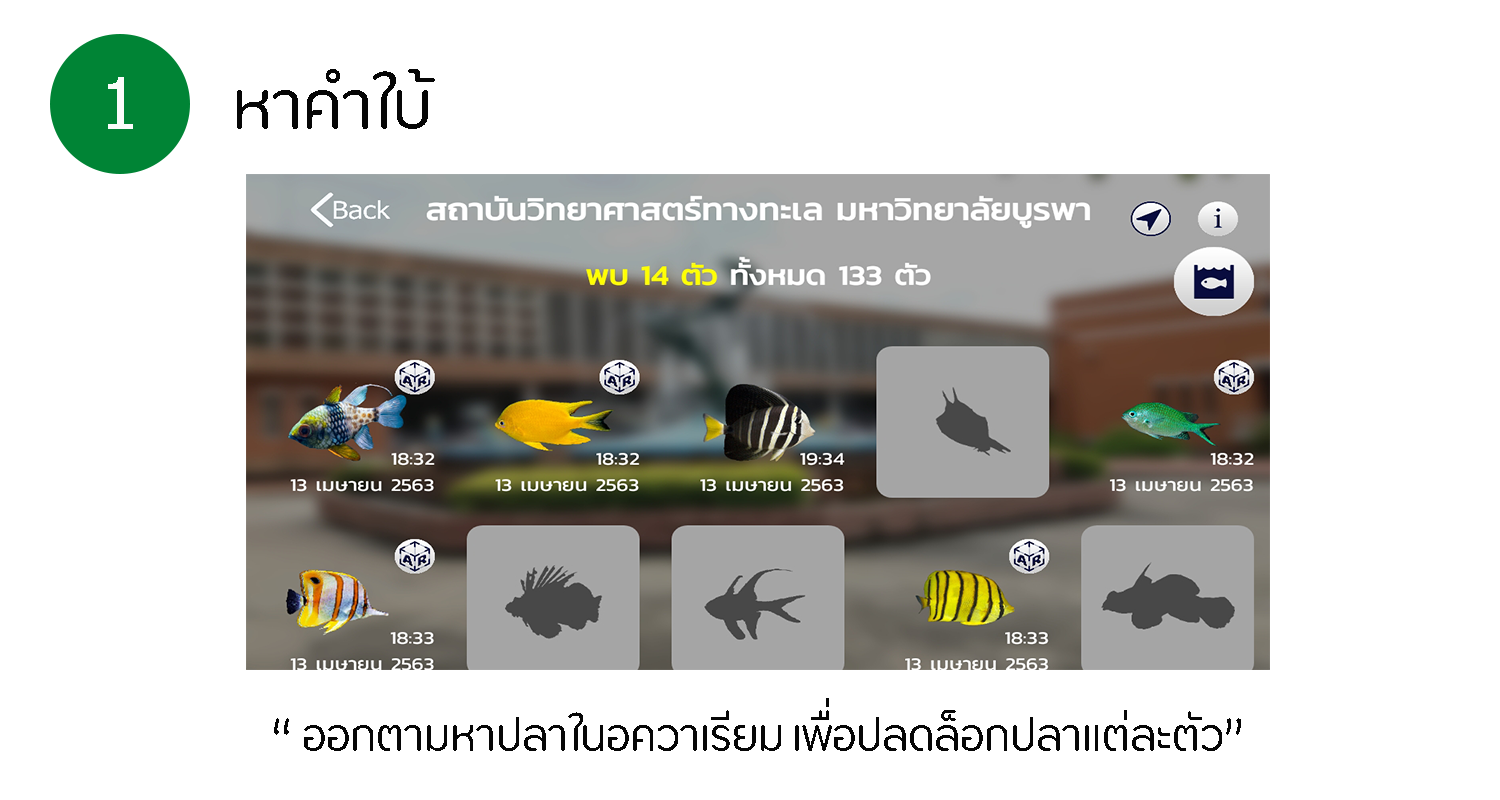 1
หาคำใบ้
Back
สถาบันวิทยาศาสตร์ทางทะเล มหาวิทยาลัยบูรพา
i
พบ 14 ตัว ทั้งหมด 133 ตัว
AR
AR
AR
18:32
18:32
19:34
18:32
13 เมษายน 2563
13 เมษายน 2563
13 เมษายน 2563
13 เมษายน 2563
AR
AR
18:33
18:33
13 เมษายน 2563
13 เมษายน 2563
“ ออกตามหาปลาในอควาเรียม เพื่อปลดล็อกปลาแต่ละตัว”